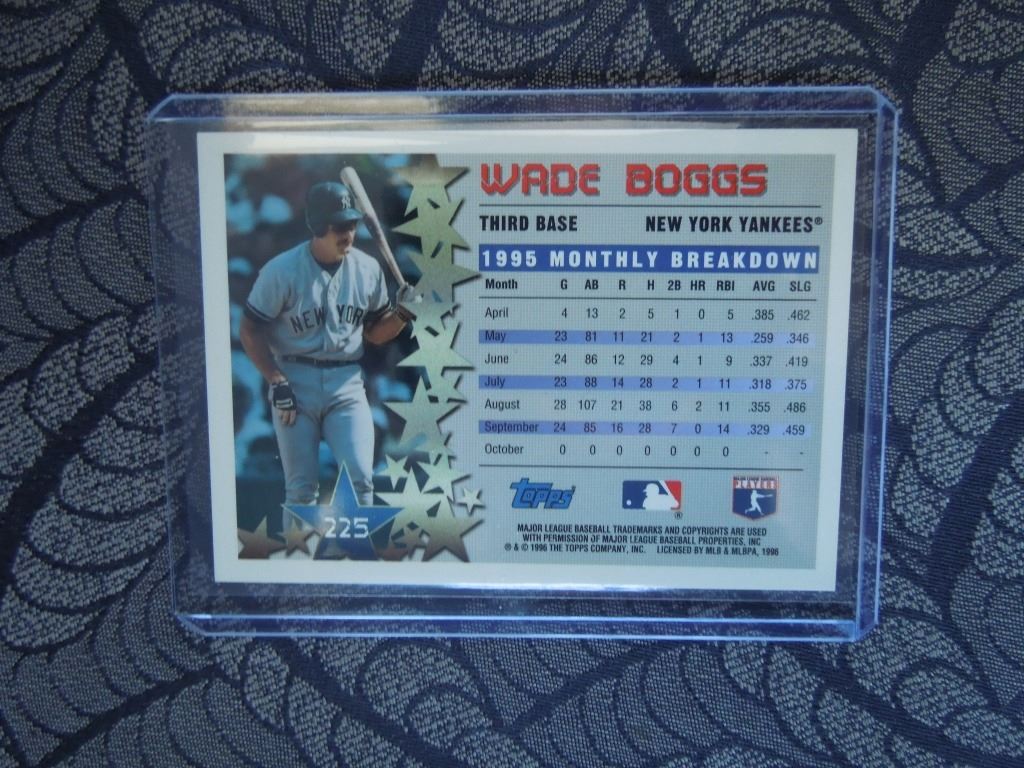 WADE BOGGS
THIRD BASE NEW YORK YANKEES®
1995 MONTHLY BREAKDOWN
Month G AB R H 2B HR RBI AVG SLG
April 4 13 2 5 1 0 5 .385 .462
May 23 81 11 21 2 1 13 .259 .346
June 24 86 12 29 4 1 9 .337 .419
July 23 88 14 28 2 1 11 .318 .375
August 28 107 21 38 6 2 11 .355 .486
September 24 85 16 28 7 0 14 .329 .459
October 0 0 0 0 0 0 0 - -
NEW YORK
225
topps
®
MAJOR LEAGUE BASEBALL
PLAYERS
MAJOR LEAGUE BASEBALL TRADEMARKS AND COPYRIGHTS ARE USED
WITH PERMISSION OF MAJOR LEAGUE BASEBALL PROPERTIES, INC
® & © 1996 THE TOPPS COMPANY, INC. LICENSED BY MLB & MLBPA, 1996